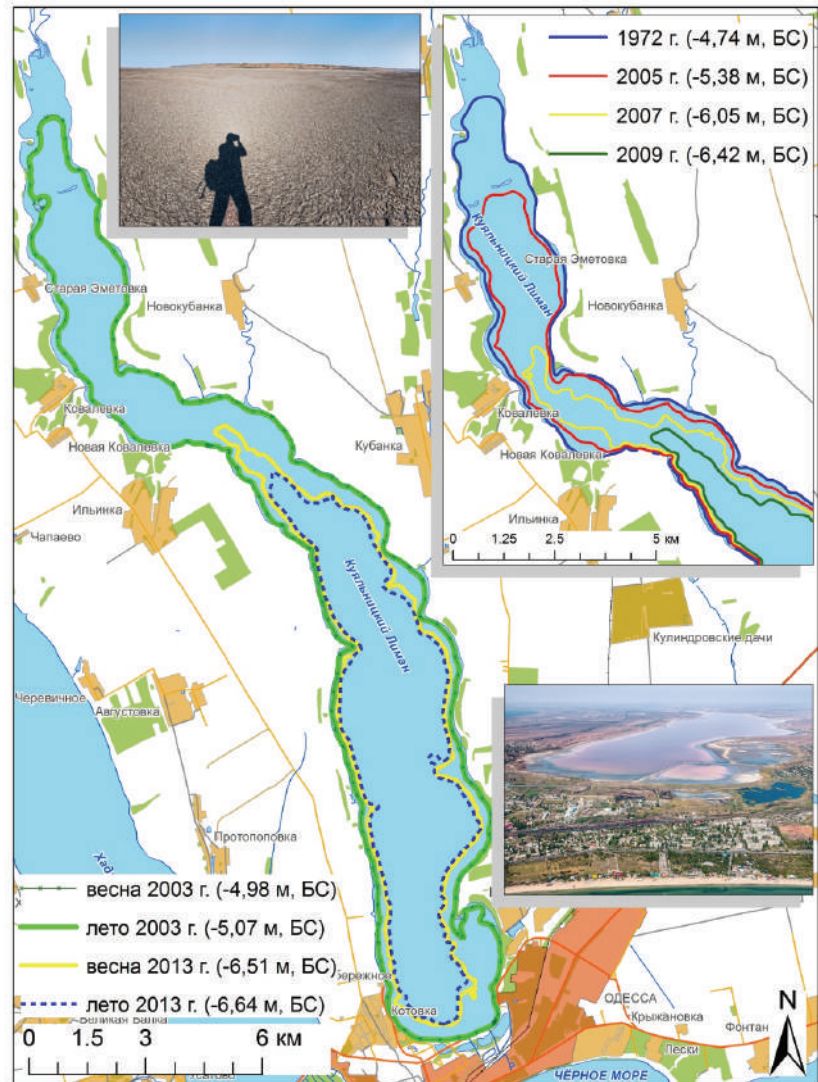 1972 г. (-4,74 м, БС)
2005 г. (-5,38 м, БС)
2007 г. (-6,05 м, БС)
2009 г. (-6,42 м, БС)
Куяльницкий Лиман
Старая Эметовка
Новокубанка
Ковалевка
Новая Ковалевка
Ильинка
0 1.25 2.5 5 км
Старая Эметовка
Новокубанка
Ковалевка
Новая Ковалевка
Кубанка
Ильинка
Чапаево
Куяльницкий Лиман
Кулиндровские дачи
Черевичное
Августовка
Протопоповка
весна 2003 г. (-4,98 м, БС)
лето 2003 г. (-5,07 м, БС)
весна 2013 г. (-6,51 м, БС)
лето 2013 г. (-6,64 м, БС)
бережное
Котовка
0 1.5 3 6 км
ОДЕССА
Крыжановка
Фонтан
Лески
ЧЁРНОЕ МОРЕ
N